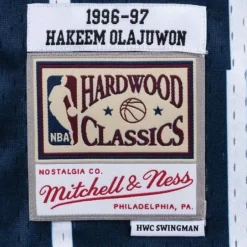 1996-97
HAKEEM OLAJUWON
HARDWOOD
NBA
CLASSICS
NOSTALGIA CO.
Mitchell & Ness
PHILADELPHIA, PA.
HWC SWINGMAN